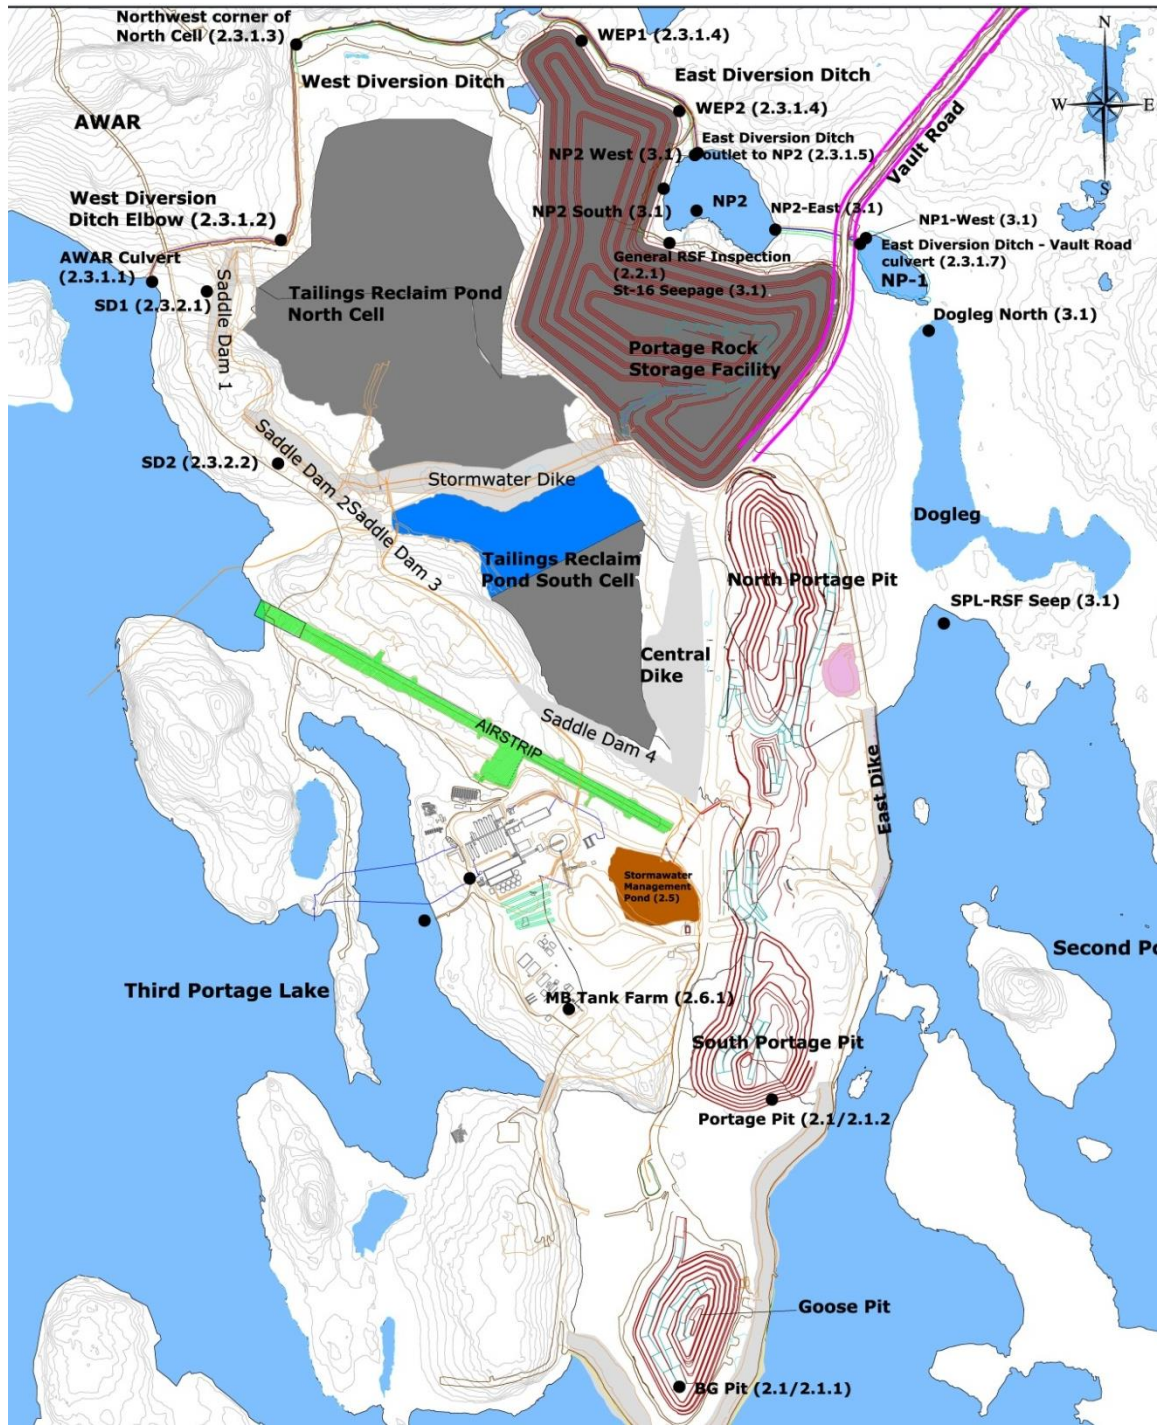 Northwest corner of
North Cell (2.3.1.3)
WEP1 (2.3.1.4)
N
W
E
S
West Diversion Ditch
East Diversion Ditch
AWAR
WEP2 (2.3.1.4)
Vault Road
East Diversion Ditch
outlet to NP2 (2.3.1.5)
NP2 West (3.1)
West Diversion
Ditch Elbow (2.3.1.2)
NP2 South (3.1)
NP2
NP2-East (3.1)
NP1-West (3.1)
East Diversion Ditch - Vault Road
culvert (2.3.1.7)
NP-1
AWAR Culvert
(2.3.1.1)
SD1 (2.3.2.1)
General RSF Inspection
(2.2.1)
St-16 Seepage (3.1)
Saddle Dam 1
Tailings Reclaim Pond
North Cell
Dogleg North (3.1)
Portage Rock
Storage Facility
SD2 (2.3.2.2)
Saddle Dam 2
Stormwater Dike
Saddle Dam 3
Dogleg
Tailings Reclaim
Pond South Cell
North Portage Pit
SPL-RSF Seep (3.1)
Central
Dike
Saddle Dam 4
AIRSTRIP
East Dike
Stormawater
Management
Pond (2.5)
Second Po
Third Portage Lake
MB Tank Farm (2.6.1)
South Portage Pit
Portage Pit (2.1/2.1.2
Goose Pit
BG Pit (2.1/2.1.1)